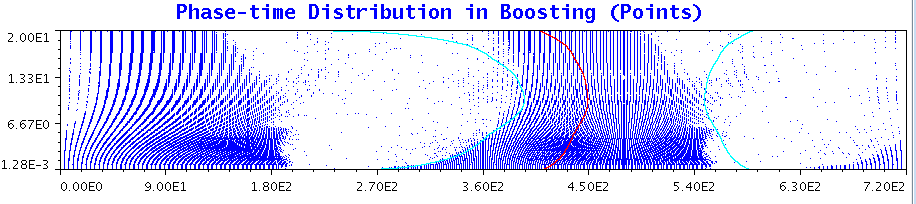 Phase-time Distribution in Boosting (Points)
2.00E1
1.33E1
6.67E0
1.28E-3
0.00E0 9.00E1 1.80E2 2.70E2 3.60E2 4.50E2 5.40E2 6.30E2 7.20E2